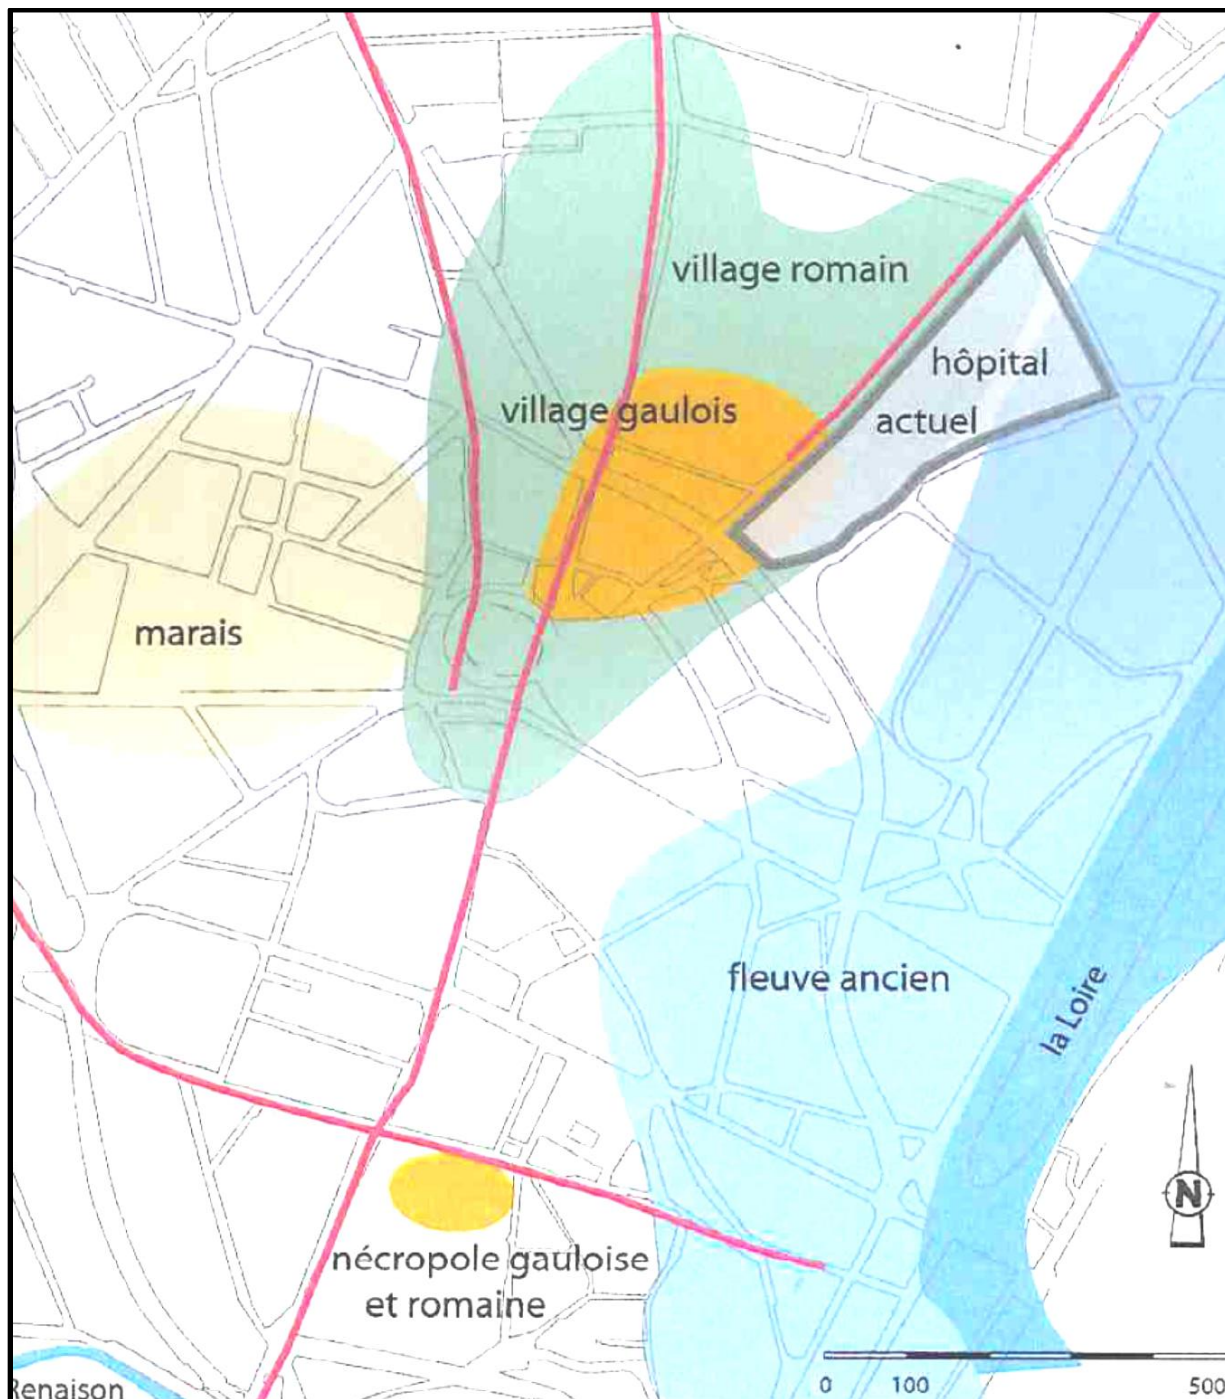 village romain
hôpital
actuel
village gaulois
marais
fleuve ancien
la Loire
N
nécropole gauloise
et romaine
Renaison
0 100 500